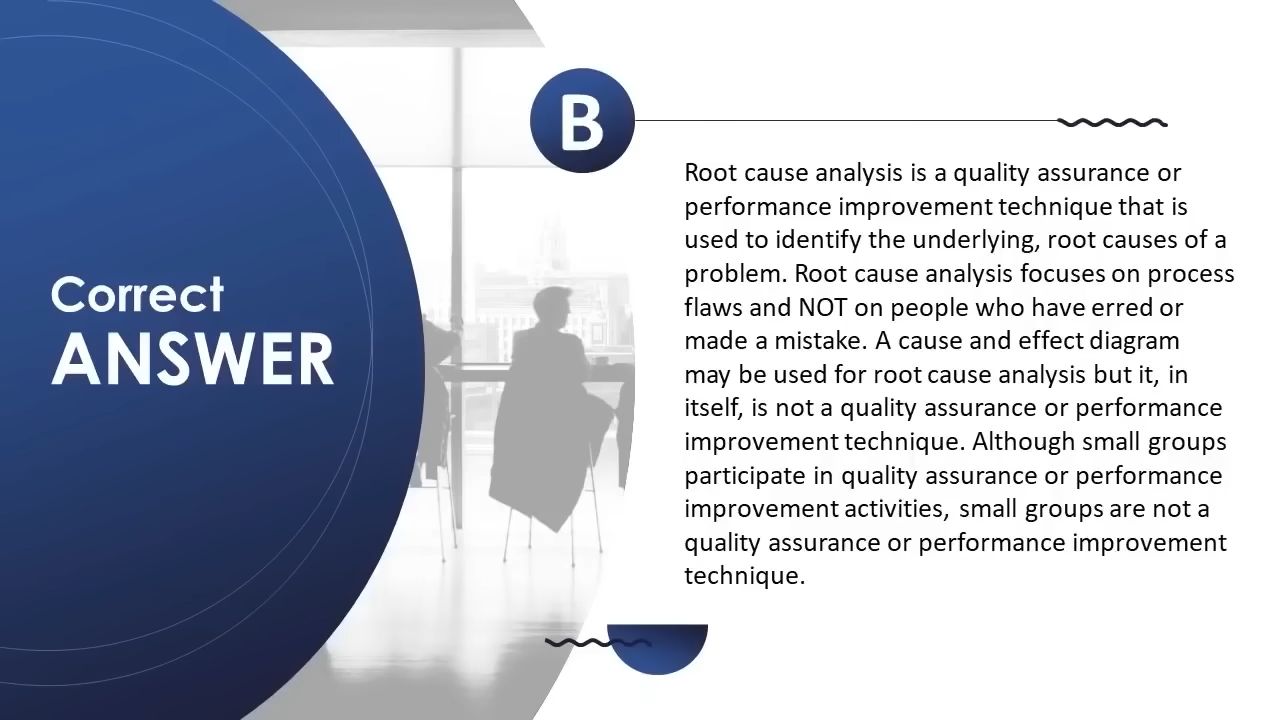 Correct
ANSWER
B
Root cause analysis is a quality assurance or
performance improvement technique that is
used to identify the underlying, root causes of a
problem. Root cause analysis focuses on process
flaws and NOT on people who have erred or
made a mistake. A cause and effect diagram
may be used for root cause analysis but it, in
itself, is not a quality assurance or performance
improvement technique. Although small groups
participate in quality assurance or performance
improvement activities, small groups are not a
quality assurance or performance improvement
technique.